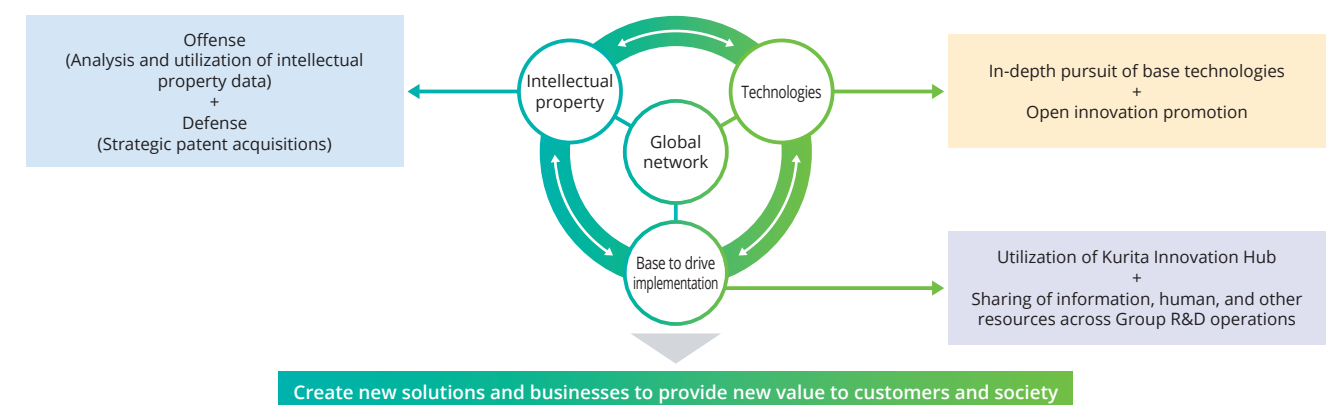 Offense
(Analysis and utilization of intellectual
property data)
+
Defense
(Strategic patent acquisitions)
Intellectual
property
Technologies
Global
network
Base to drive
implementation
In-depth pursuit of base technologies
+
Open innovation promotion
Utilization of Kurita Innovation Hub
+
Sharing of information, human, and other
resources across Group R&D operations
Create new solutions and businesses to provide new value to customers and society